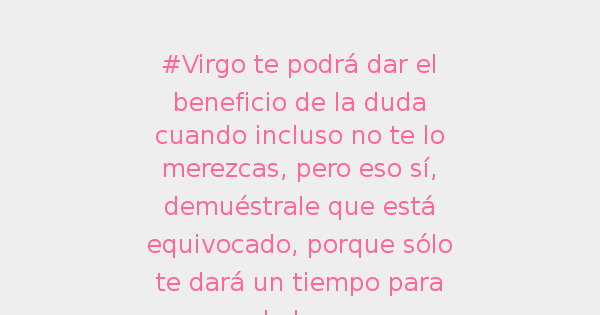 #Virgo te podrá dar el
beneficio de la duda
cuando incluso no te lo
merezcas, pero eso sí,
demuéstrale que está
equivocado, porque sólo
te dará un tiempo para